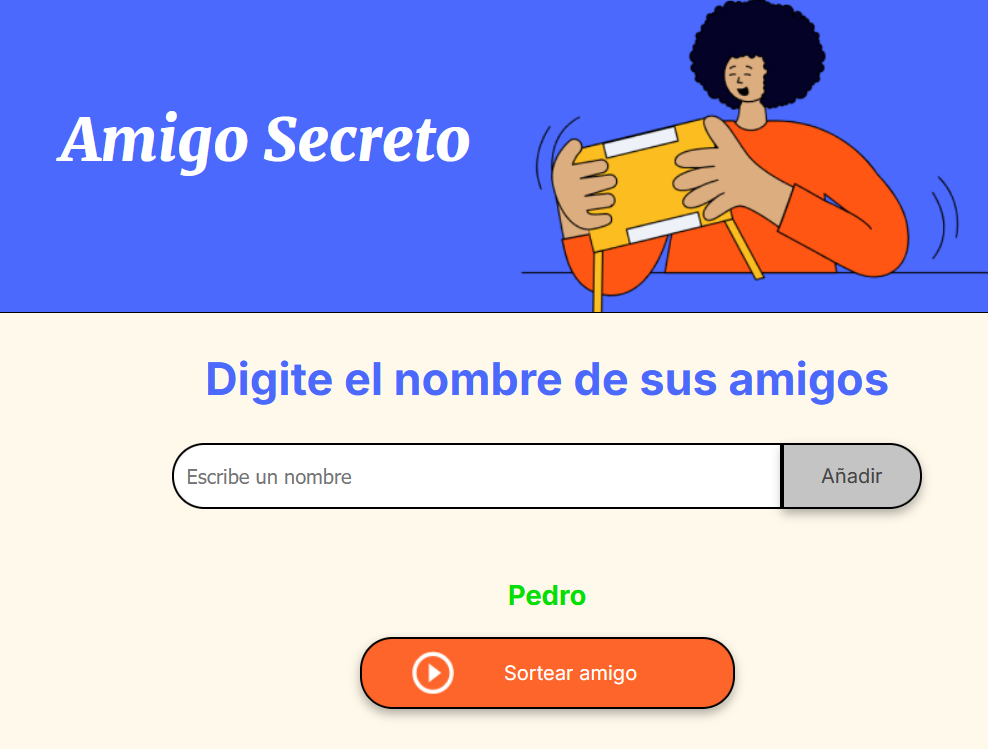 Amigo Secreto
Digite el nombre de sus amigos
Escribe un nombre
Añadir
Pedro
Sortear amigo